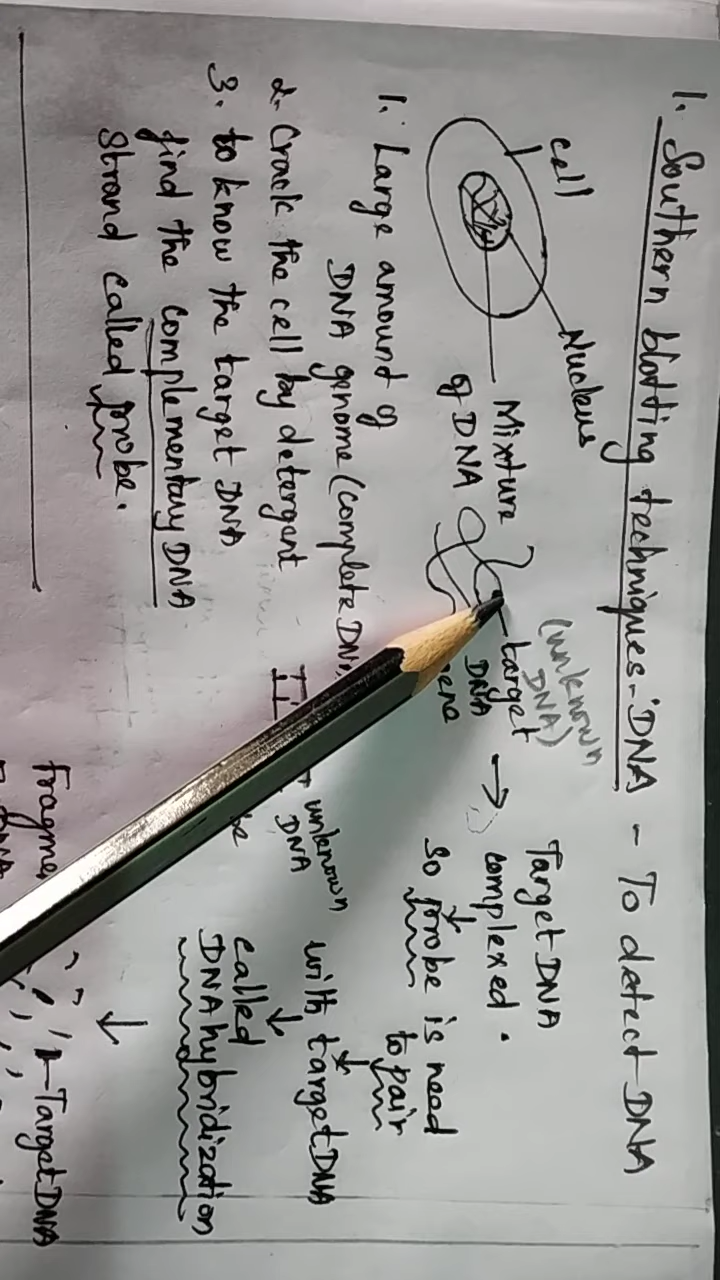 1. Southern blotting techniques - DNA - To detect DNA
cell
Nucleus
Mixture
of DNA
(unknown
DNA)
target
DNA
→ Target DNA
complexed.
So probe is need
to pair
with target DNA
called
DNA hybridization
1. Large amount of
DNA genome (complete DNA
2. Crack the cell by detergent
3. to know the target DNA
find the complementary DNA
Strand called probe.
unknown
DNA
Target DNA